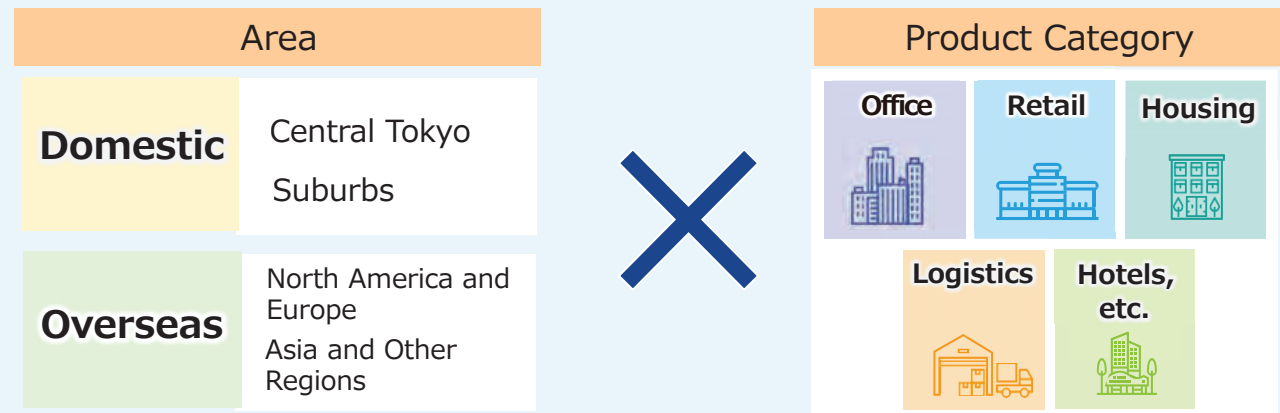 Area
Domestic
Central Tokyo
Suburbs
Overseas
North America and
Europe
Asia and Other
Regions
Product Category
Office
Retail
Housing
Logistics
Hotels,
etc.